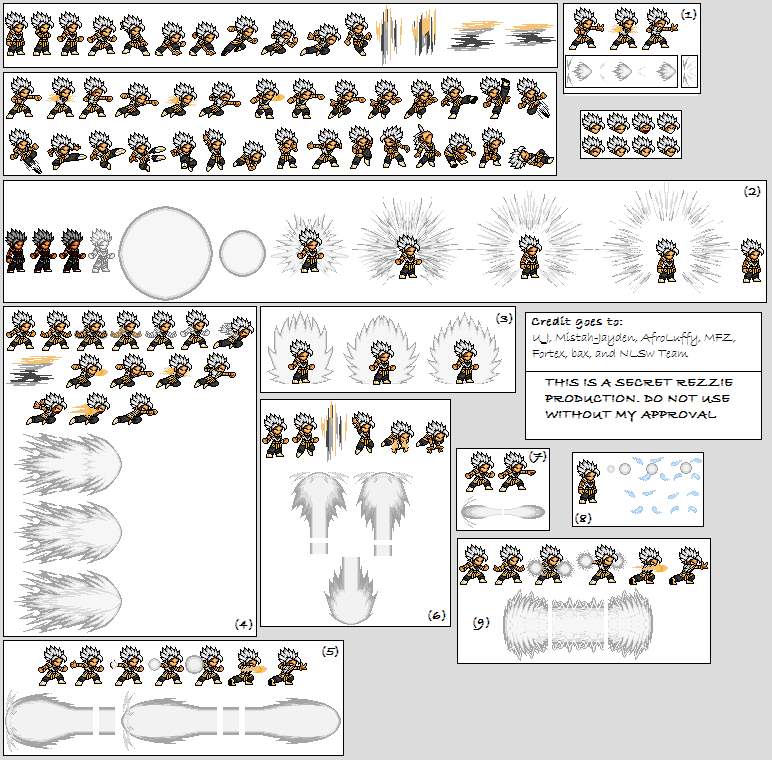 (1)
(2)
(3)
Credit goes to:
U_J, Mistah-Jayden, AfroLuffy, MFZ,
Fortex, bax, and NLSW Team
THIS IS A SECRET REZZIE
PRODUCTION. DO NOT USE
WITHOUT MY APPROVAL
(4)
(6)
(7)
(8)
(9)
(5)